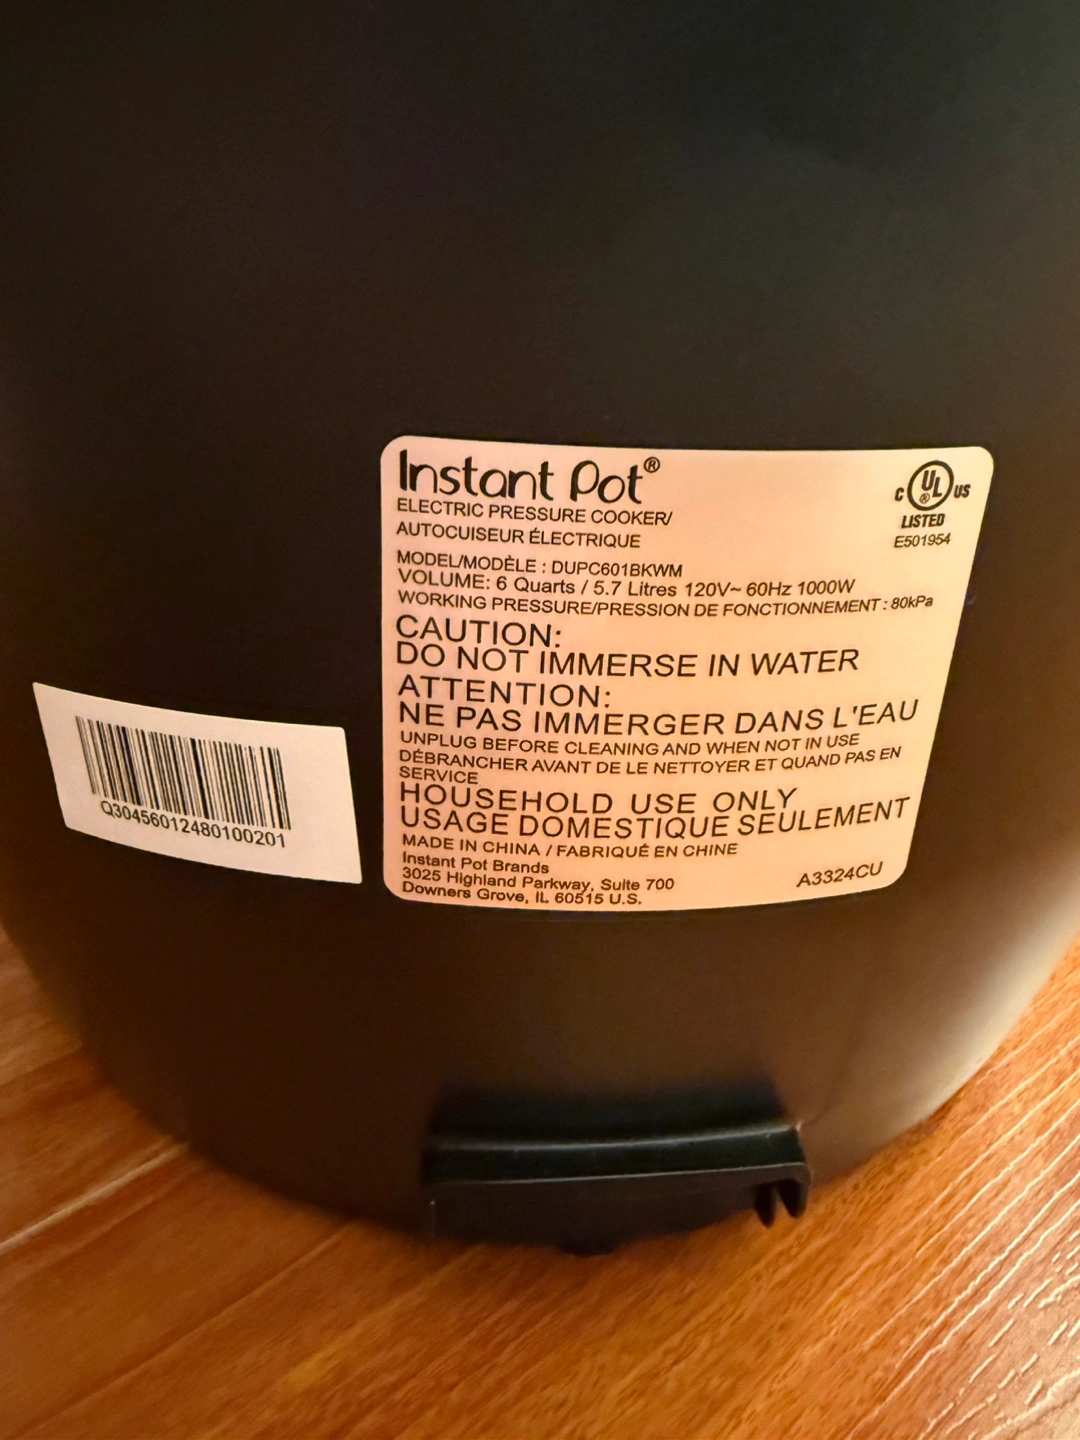 Instant Pot®
ELECTRIC PRESSURE COOKER/
AUTOCUISEUR ÉLECTRIQUE
C UL® US
LISTED
E501954
MODEL/MODÈLE : DUPC601BKWM
VOLUME: 6 Quarts / 5.7 Litres 120V~ 60Hz 1000W
WORKING PRESSURE/PRESSION DE FONCTIONNEMENT : 80kPa
CAUTION:
DO NOT IMMERSE IN WATER
ATTENTION:
NE PAS IMMERGER DANS L'EAU
UNPLUG BEFORE CLEANING AND WHEN NOT IN USE
DÉBRANCHER AVANT DE LE NETTOYER ET QUAND PAS EN
SERVICE
HOUSEHOLD USE ONLY
USAGE DOMESTIQUE SEULEMENT
MADE IN CHINA / FABRIQUÉ EN CHINE
Instant Pot Brands
3025 Highland Parkway, Suite 700
Downers Grove, IL 60515 U.S.
A3324CU
Q30456012480100201